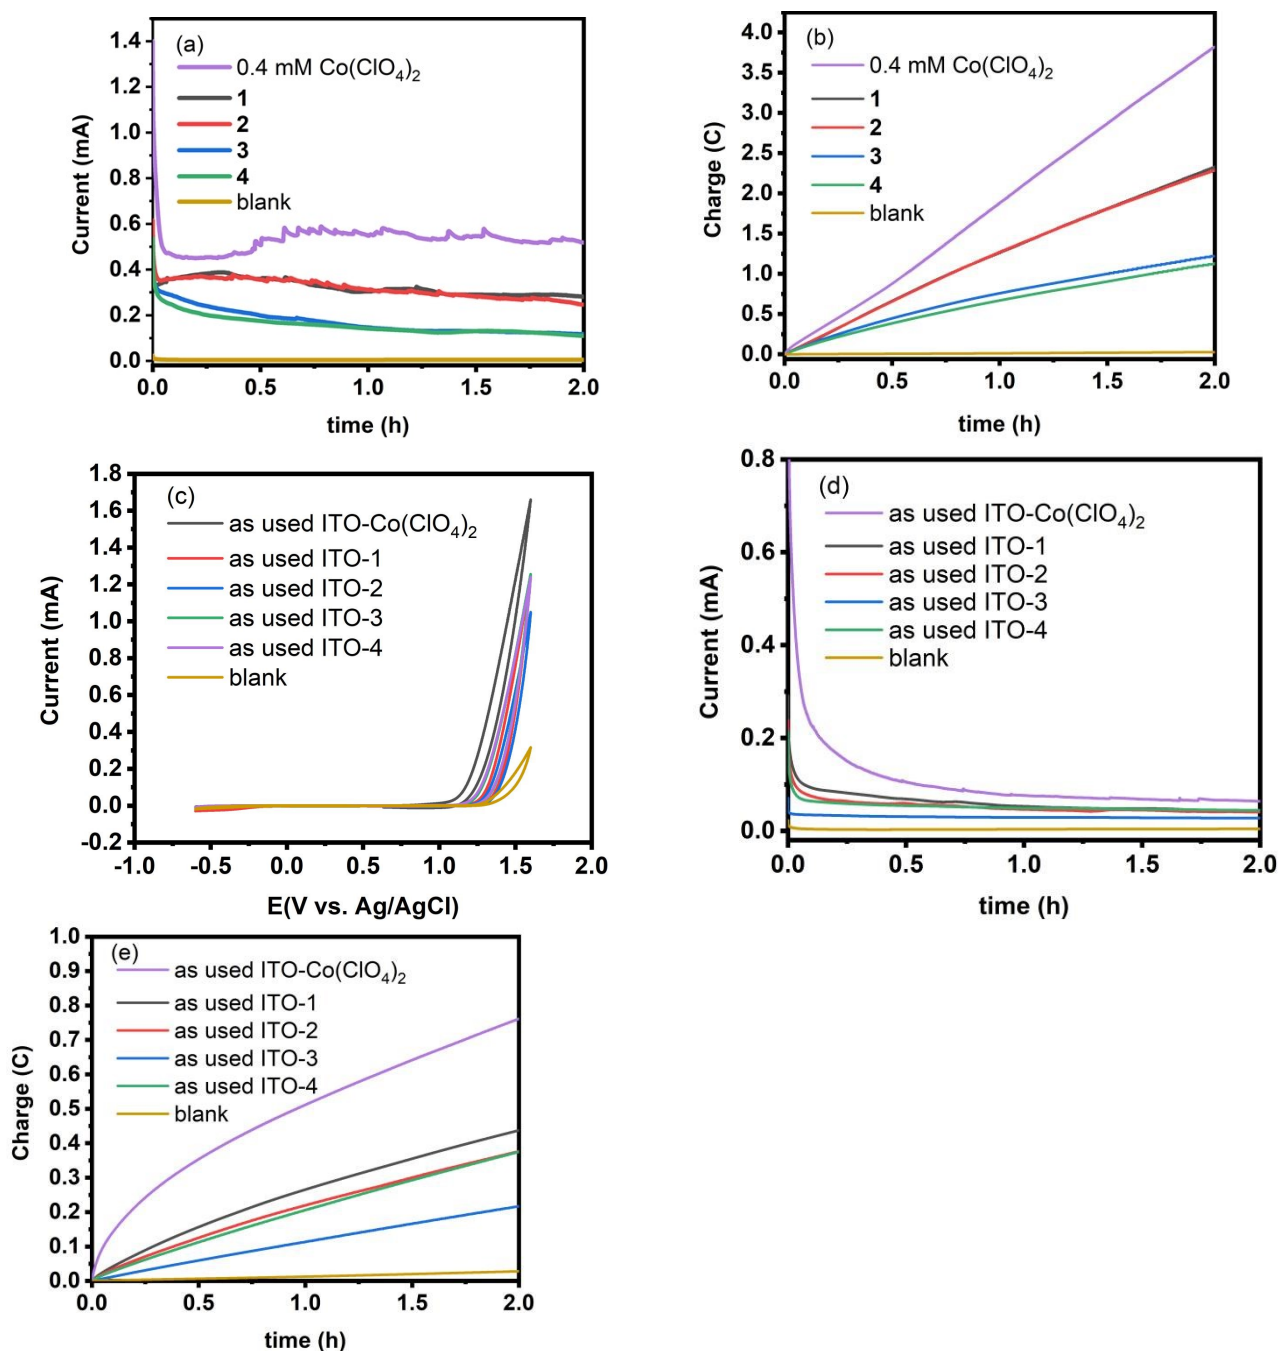 (a)
0.4 mM Co(ClO₄)₂
1
2
3
4
blank
Current (mA)
1.4
1.2
1.0
0.8
0.6
0.4
0.2
0.0
0.0 0.5 1.0 1.5 2.0
time (h)
(b)
0.4 mM Co(ClO₄)₂
1
2
3
4
blank
Charge (C)
4.0
3.5
3.0
2.5
2.0
1.5
1.0
0.5
0.0
0.0 0.5 1.0 1.5 2.0
time (h)
(c)
as used ITO-Co(ClO₄)₂
as used ITO-1
as used ITO-2
as used ITO-3
as used ITO-4
blank
Current (mA)
1.8
1.6
1.4
1.2
1.0
0.8
0.6
0.4
0.2
0.0
-0.2
-1.0 -0.5 0.0 0.5 1.0 1.5 2.0
E(V vs. Ag/AgCl)
(d)
as used ITO-Co(ClO₄)₂
as used ITO-1
as used ITO-2
as used ITO-3
as used ITO-4
blank
Current (mA)
0.8
0.6
0.4
0.2
0.0
0.0 0.5 1.0 1.5 2.0
time (h)
(e)
as used ITO-Co(ClO₄)₂
as used ITO-1
as used ITO-2
as used ITO-3
as used ITO-4
blank
Charge (C)
1.0
0.9
0.8
0.7
0.6
0.5
0.4
0.3
0.2
0.1
0.0
0.0 0.5 1.0 1.5 2.0
time (h)